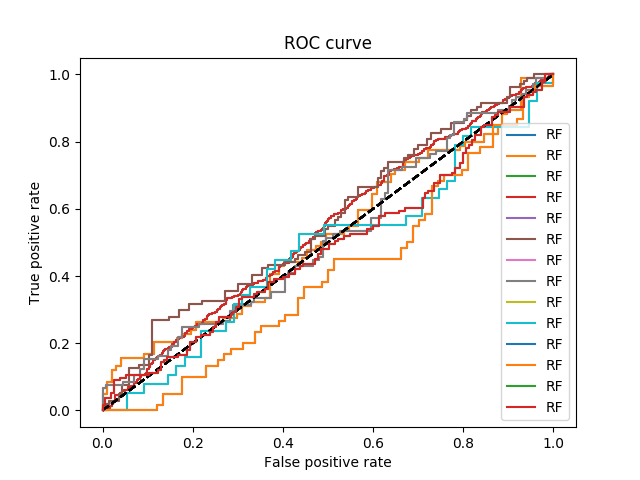 ROC curve
True positive rate
1.0
0.8
0.6
0.4
0.2
0.0
RF
RF
RF
RF
RF
RF
RF
RF
RF
RF
RF
RF
RF
RF
0.0 0.2 0.4 0.6 0.8 1.0
False positive rate